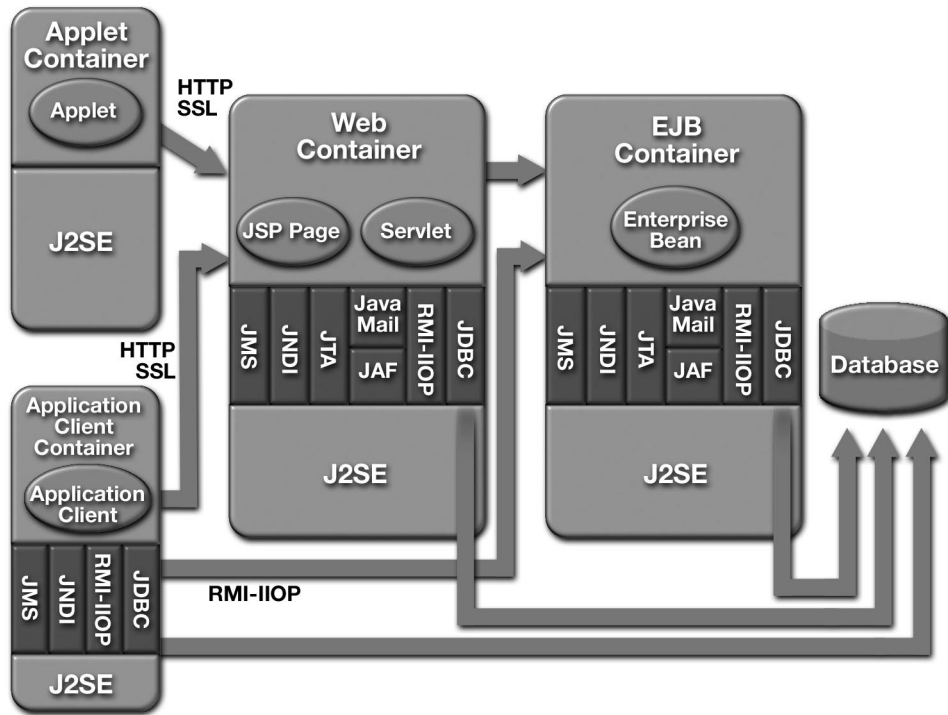 Applet
Container
Applet
J2SE
HTTP
SSL
Web
Container
JSP Page
Servlet
JMS
JNDI
JTA
Java
Mail
JAF
RMI-IIOP
JDBC
J2SE
EJB
Container
Enterprise
Bean
JMS
JNDI
JTA
Java
Mail
JAF
RMI-IIOP
JDBC
J2SE
Database
HTTP
SSL
Application
Client
Container
Application
Client
JMS
JNDI
RMI-IIOP
JDBC
J2SE
RMI-IIOP